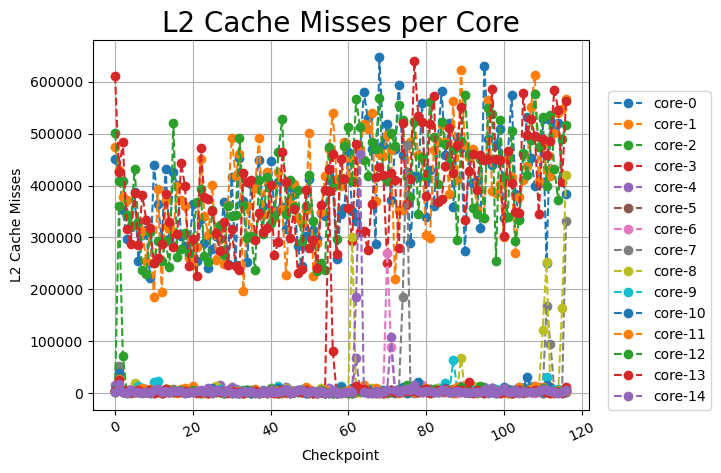 L2 Cache Misses per Core
L2 Cache Misses
600000
500000
400000
300000
200000
100000
0
0
20
40
60
80
100
120
Checkpoint
core-0
core-1
core-2
core-3
core-4
core-5
core-6
core-7
core-8
core-9
core-10
core-11
core-12
core-13
core-14